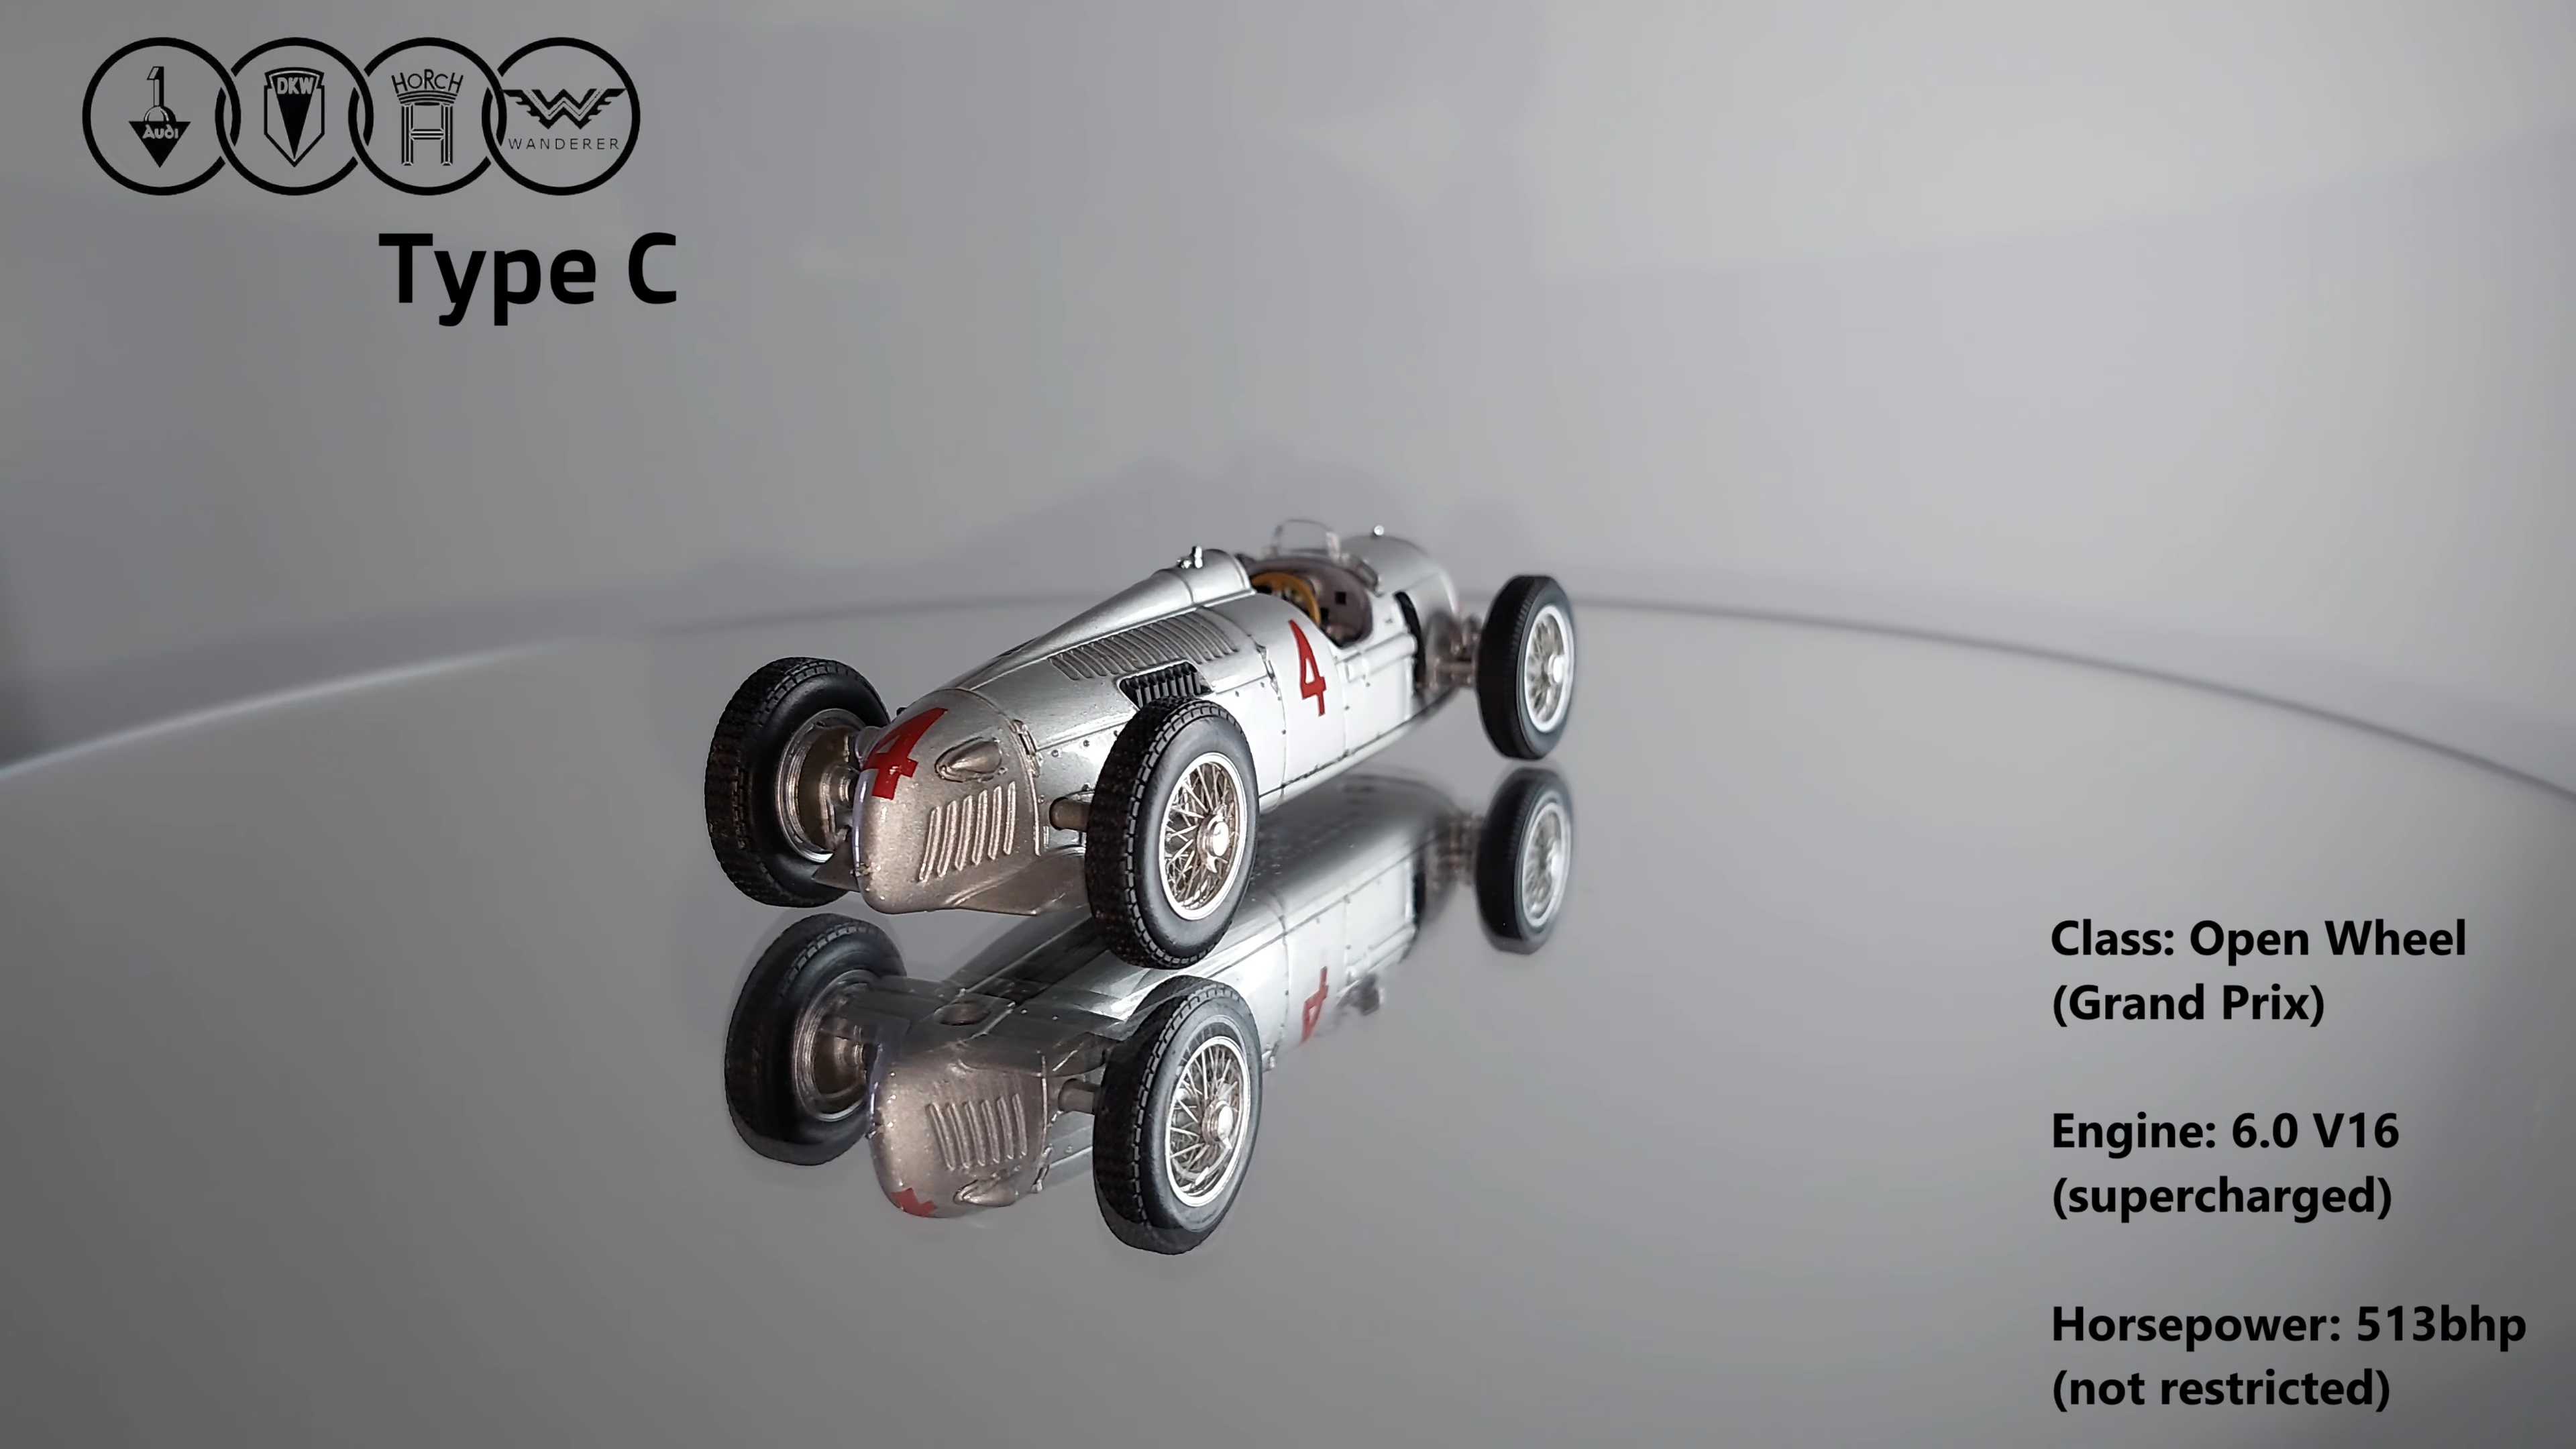 Audi DKW HORCH WANDERER
Type C
4
4
Class: Open Wheel
(Grand Prix)
Engine: 6.0 V16
(supercharged)
Horsepower: 513bhp
(not restricted)